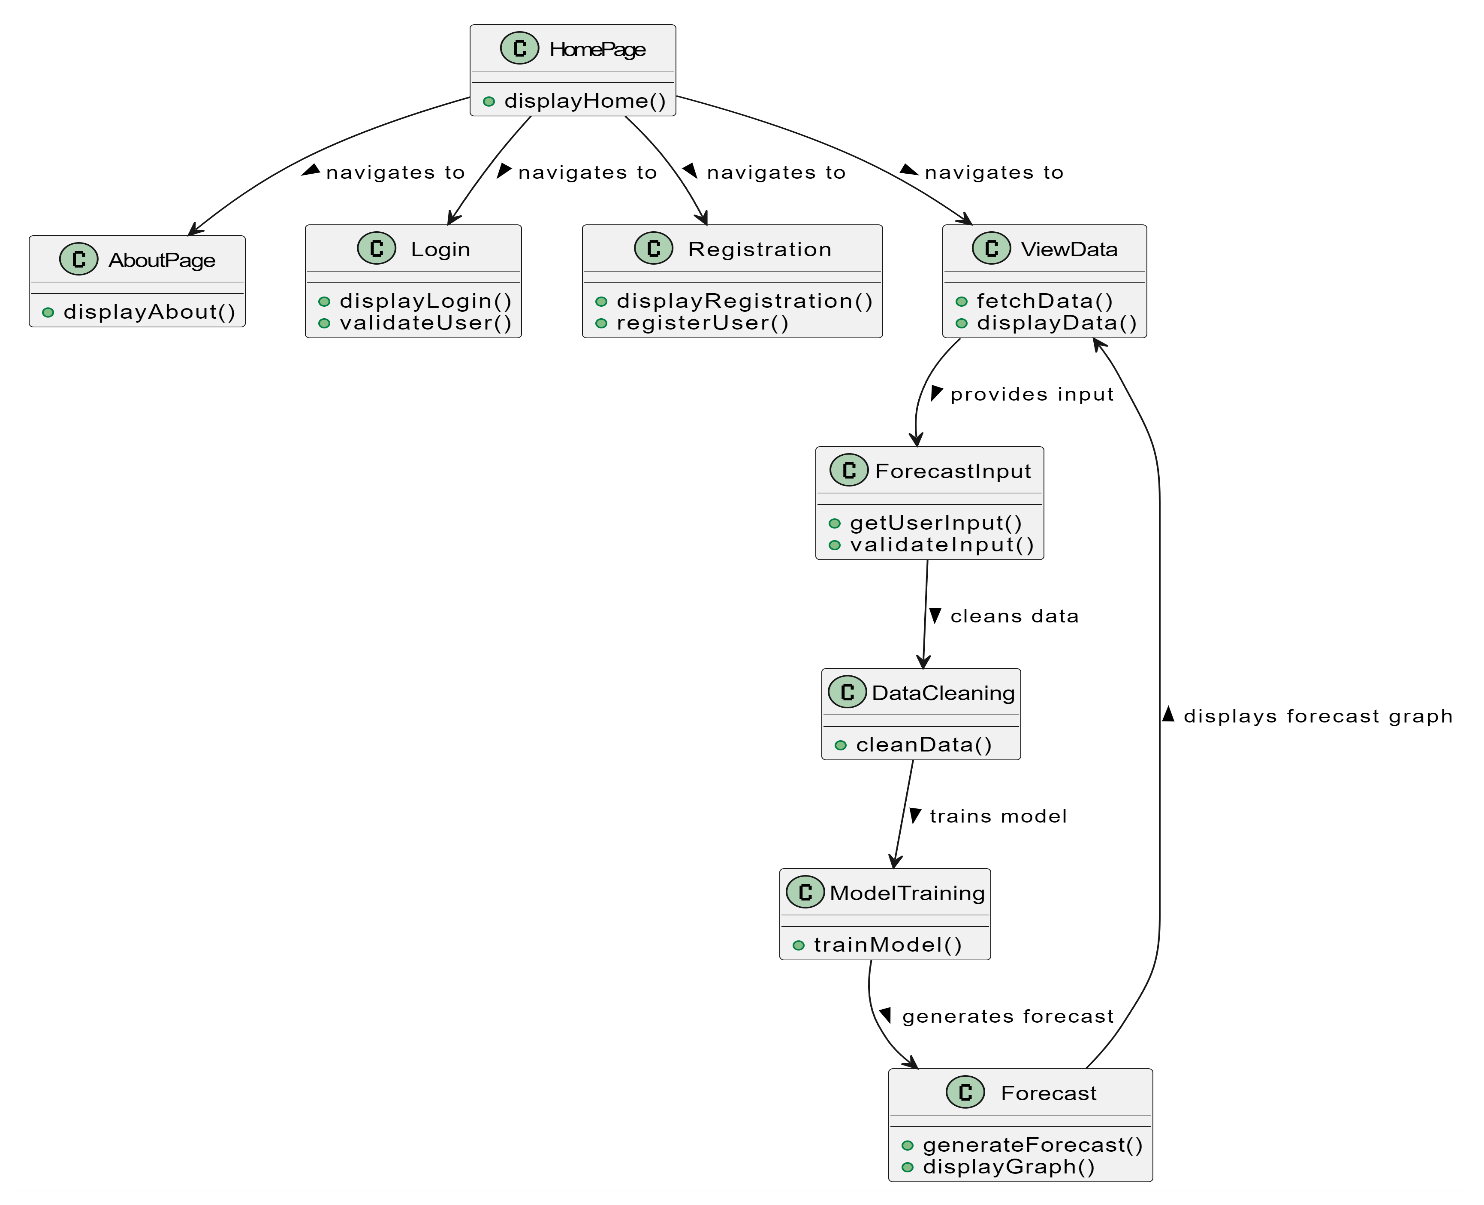 C HomePage
displayHome()
navigates to
navigates to
navigates to
navigates to
C AboutPage
displayAbout()
C Login
displayLogin()
validateUser()
C Registration
displayRegistration()
registerUser()
C ViewData
fetchData()
displayData()
provides input
C ForecastInput
getUserInput()
validateInput()
cleans data
C DataCleaning
cleanData()
displays forecast graph
trains model
C ModelTraining
trainModel()
generates forecast
C Forecast
generateForecast()
displayGraph()